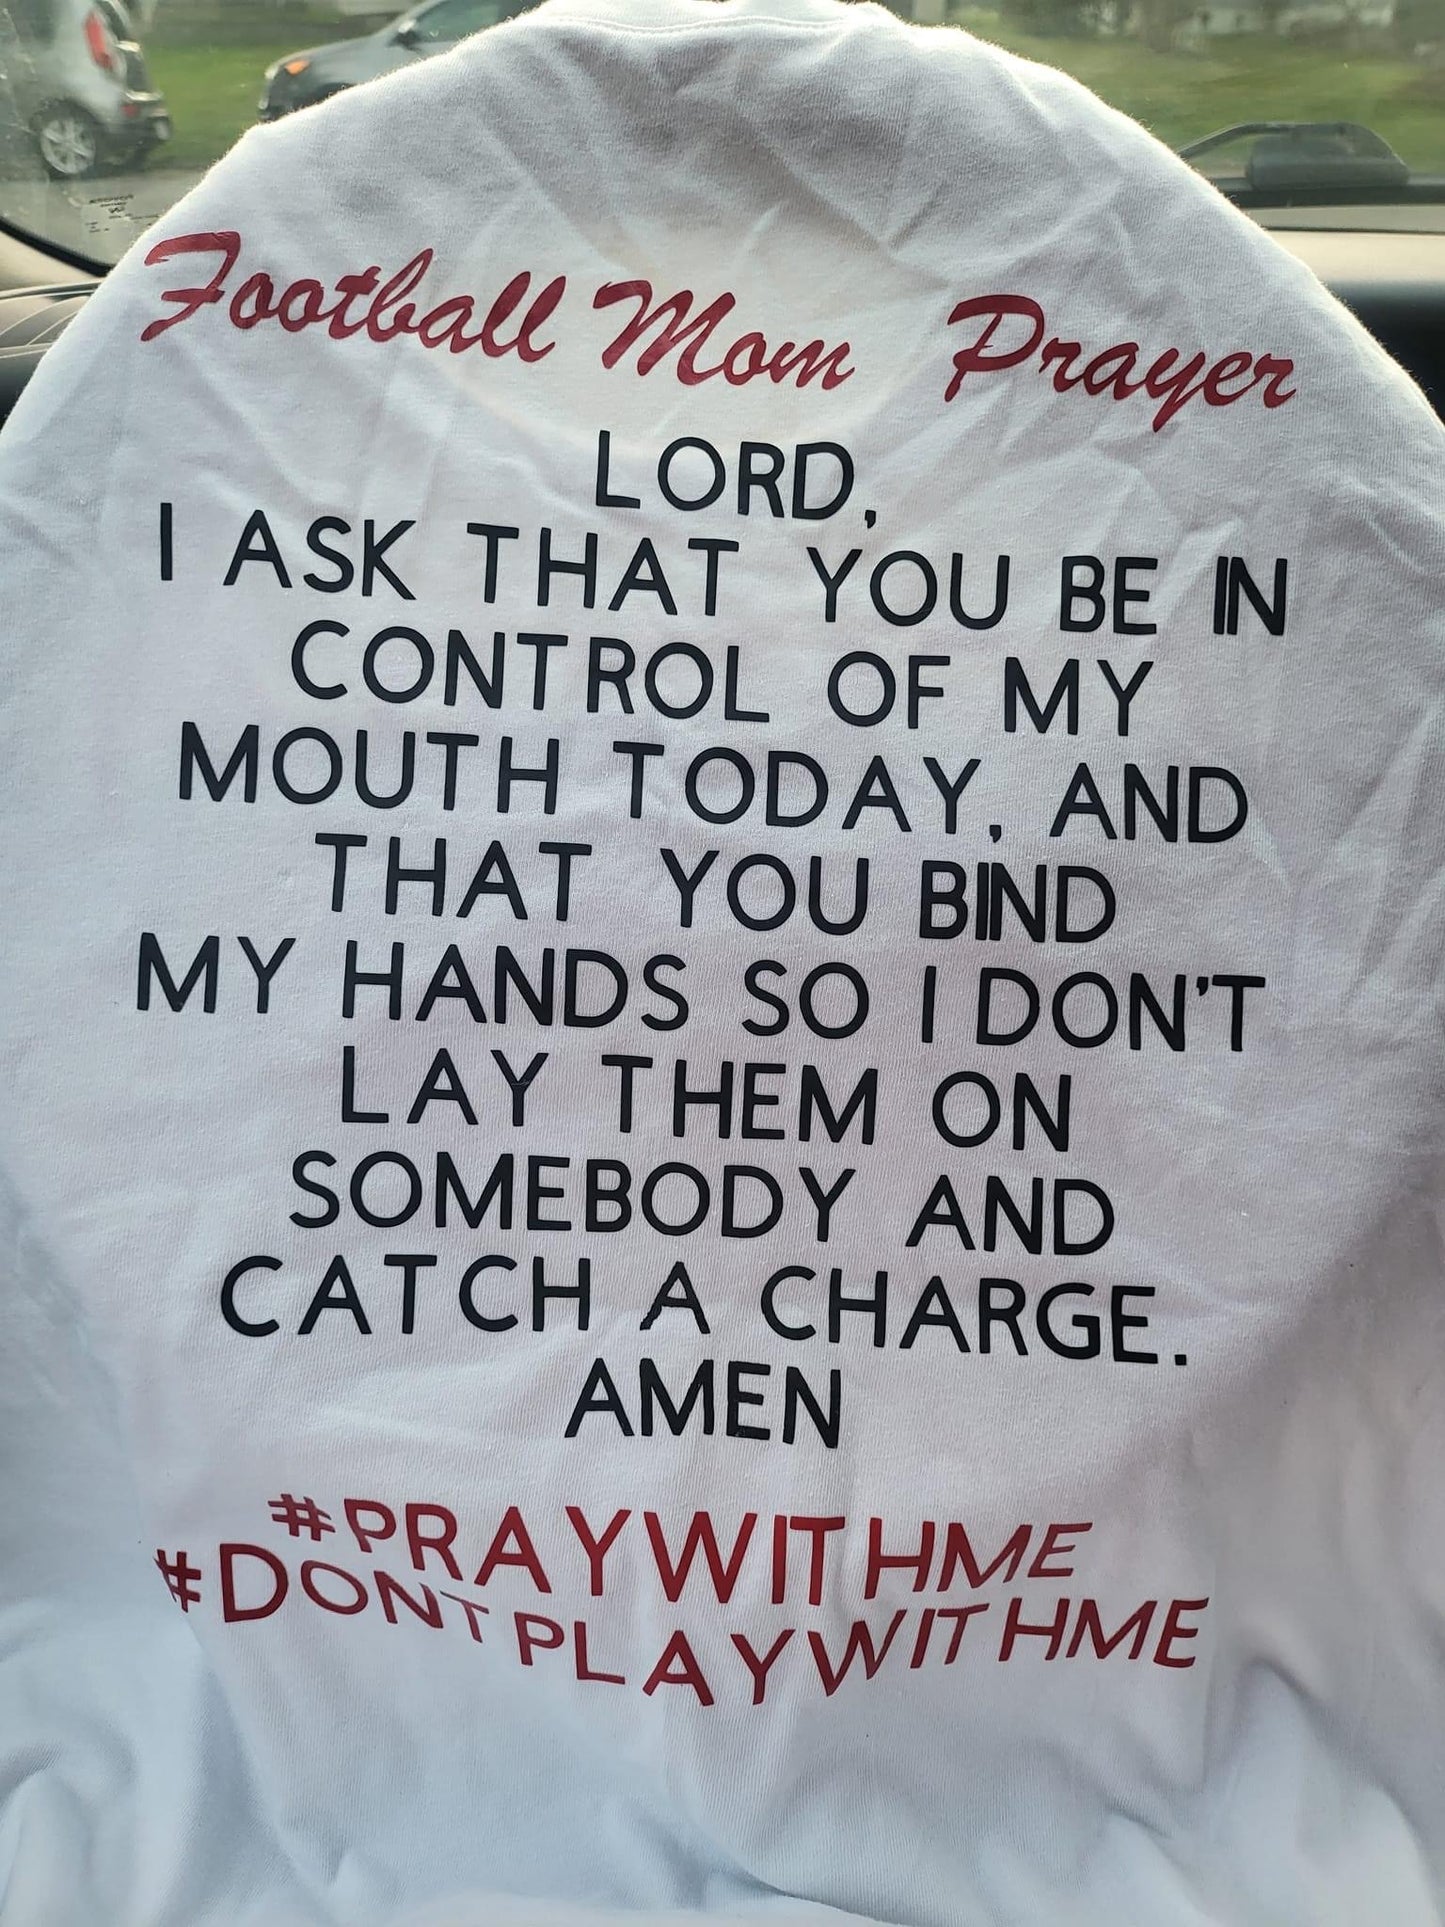 Football Mom Prayer
LORD,
I ASK THAT YOU BE IN
CONTROL OF MY
MOUTH TODAY, AND
THAT YOU BIND
MY HANDS SO I DON'T
LAY THEM ON
SOMEBODY AND
CATCH A CHARGE.
AMEN
#PRAYWITHME
#DONTPLAYWITHME